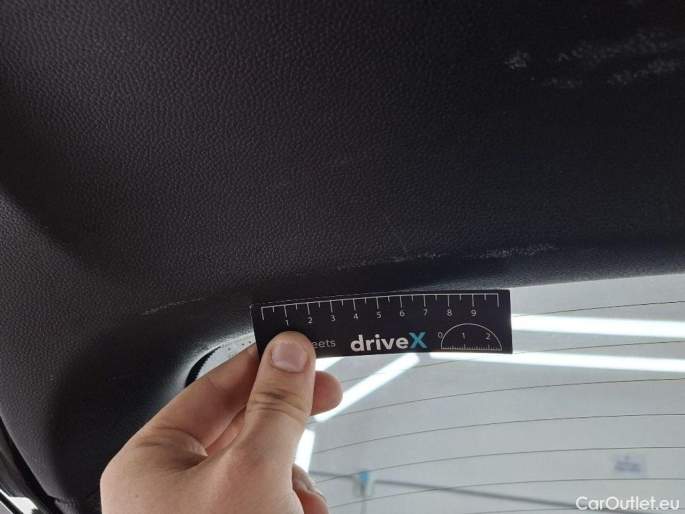 1 2 3 4 5 6 7 8 9
eets driveX 0 1 2
CarOutlet.eu